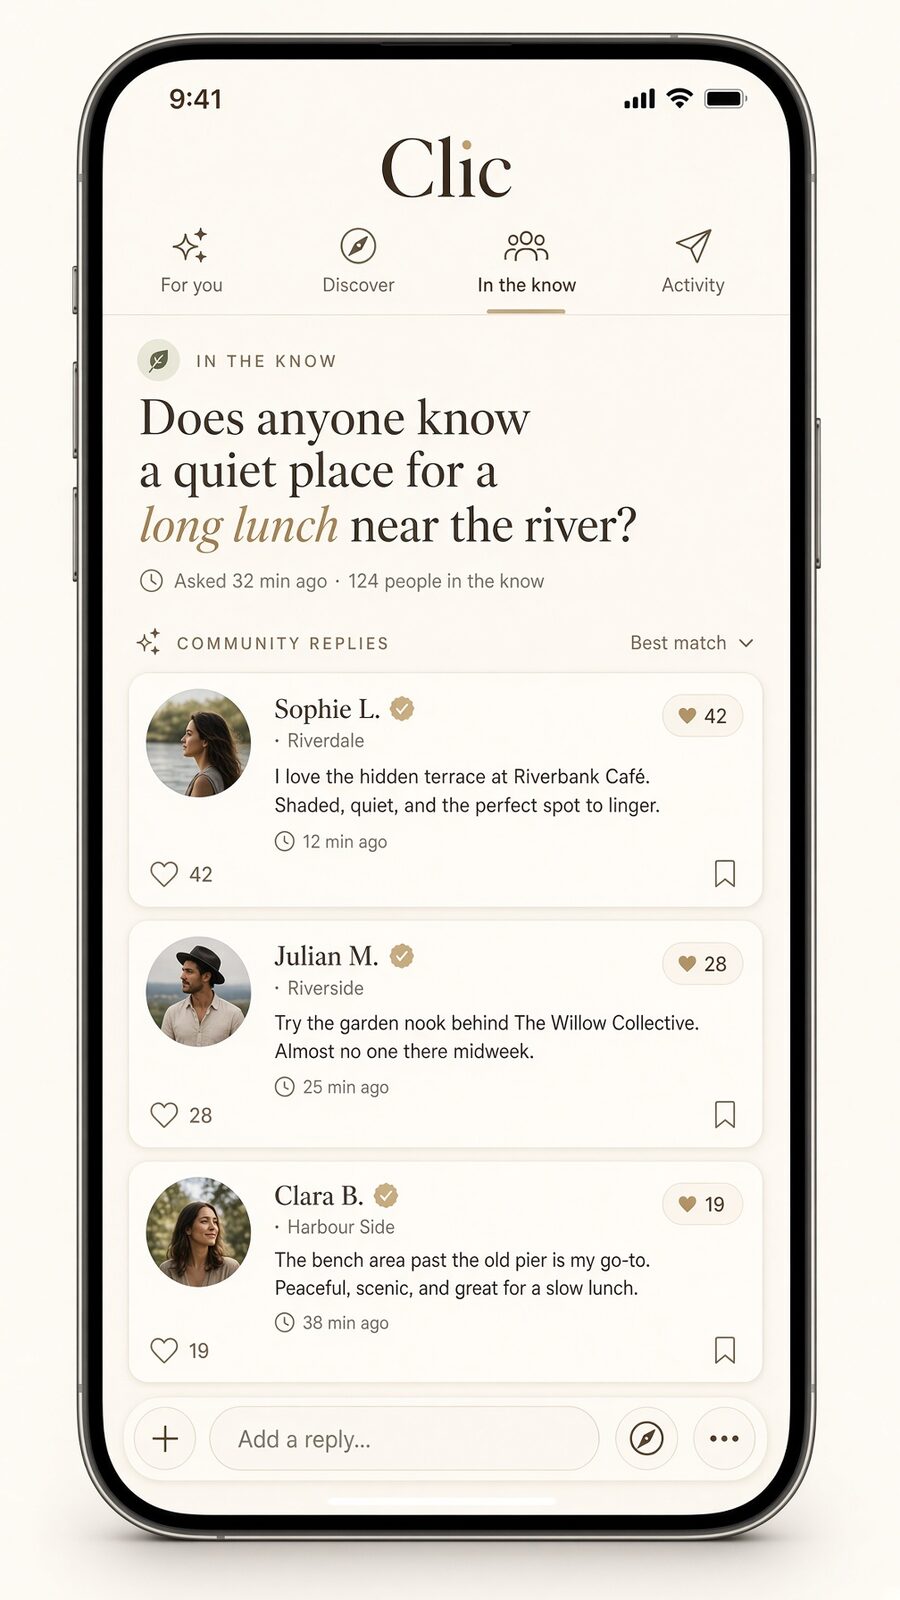 9:41
Clic
For you
Discover
In the know
Activity
IN THE KNOW
Does anyone know
a quiet place for a
long lunch near the river?
Asked 32 min ago · 124 people in the know
COMMUNITY REPLIES
Best match
Sophie L.
42
· Riverdale
I love the hidden terrace at Riverbank Café.
Shaded, quiet, and the perfect spot to linger.
12 min ago
42
Julian M.
28
· Riverside
Try the garden nook behind The Willow Collective.
Almost no one there midweek.
25 min ago
28
Clara B.
19
· Harbour Side
The bench area past the old pier is my go-to.
Peaceful, scenic, and great for a slow lunch.
38 min ago
19
Add a reply...